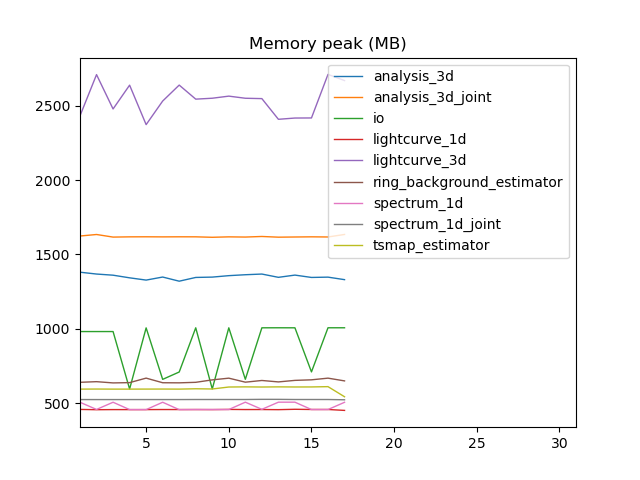 Memory peak (MB)
2500
2000
1500
1000
500
5
10
15
20
25
30
analysis_3d
analysis_3d_joint
io
lightcurve_1d
lightcurve_3d
ring_background_estimator
spectrum_1d
spectrum_1d_joint
tsmap_estimator